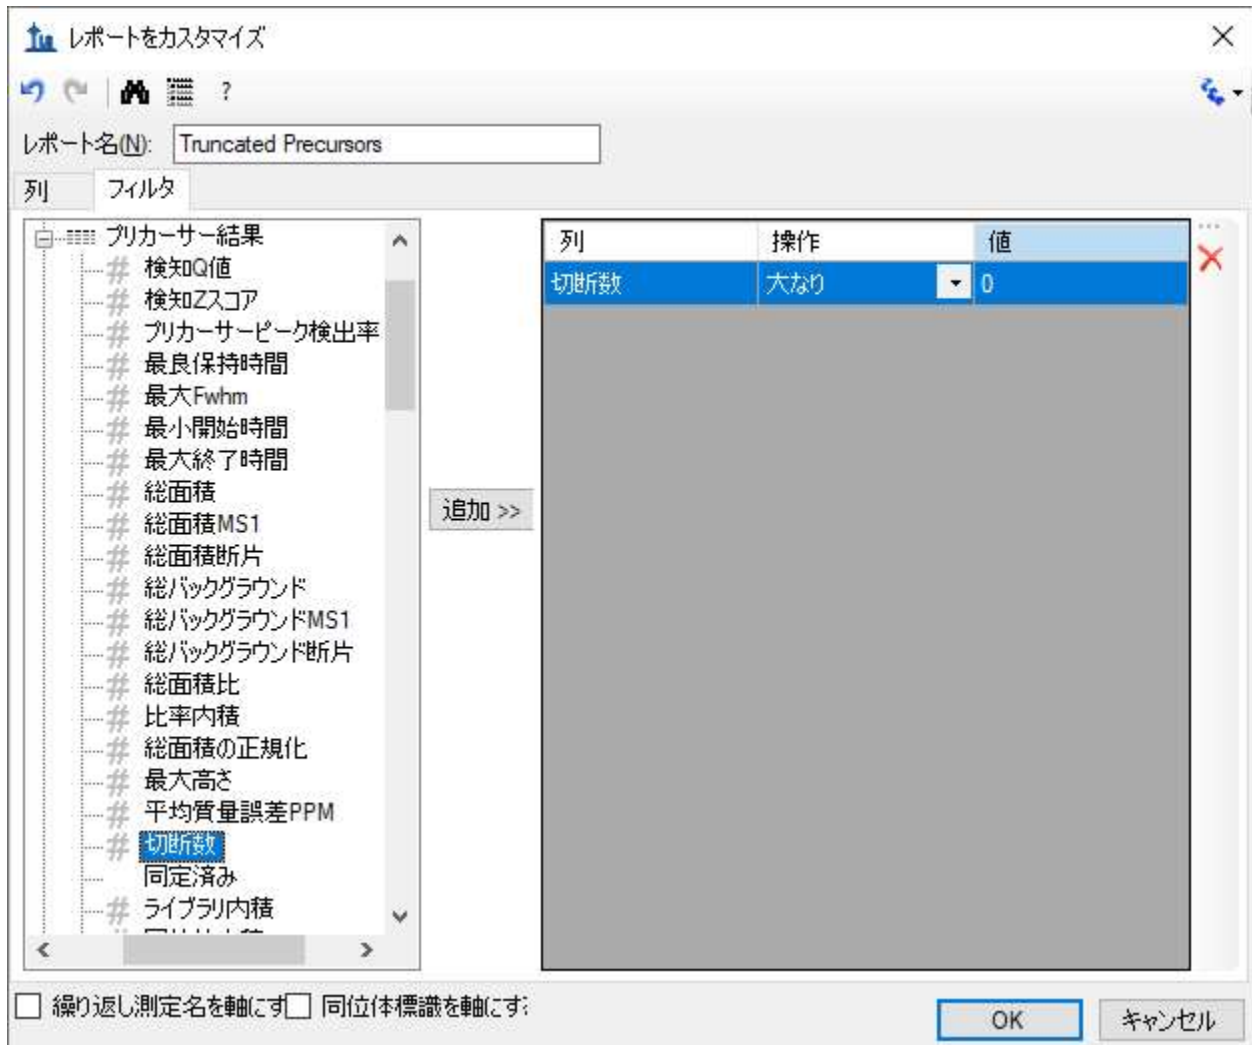 レポートをカスタマイズ
?
レポート名(N): Truncated Precursors
列 フィルタ
プリカーサー結果
検知Q値
検知Zスコア
プリカーサーピーク検出率
最良保持時間
最大Fwhm
最小開始時間
最大終了時間
総面積
総面積MS1
総面積断片
総バックグラウンド
総バックグラウンドMS1
総バックグラウンド断片
総面積比
比率内積
総面積の正規化
最大高さ
平均質量誤差PPM
切断数
同定済み
ライブラリ内積
追加 >>
列 操作 値
切断数 大なり 0
繰り返し測定名を軸にす 同位体標識を軸にす
OK キャンセル